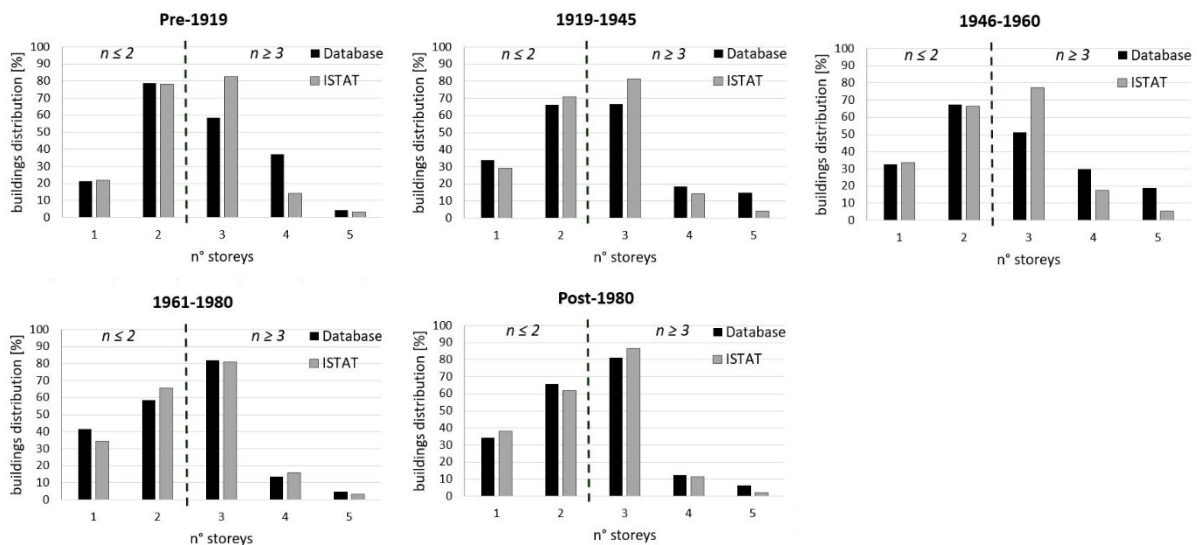 Pre-1919
buildings distribution [%]
100
90
80
70
60
50
40
30
20
10
0
n ≤ 2
n ≥ 3
Database
ISTAT
1 2 3 4 5
n° storeys
1919-1945
buildings distribution [%]
100
90
80
70
60
50
40
30
20
10
0
n ≤ 2
n ≥ 3
Database
ISTAT
1 2 3 4 5
n° storeys
1946-1960
buildings distribution [%]
100
90
80
70
60
50
40
30
20
10
0
n ≤ 2
n ≥ 3
Database
ISTAT
1 2 3 4 5
n° storeys
1961-1980
buildings distribution [%]
100
90
80
70
60
50
40
30
20
10
0
n ≤ 2
n ≥ 3
Database
ISTAT
1 2 3 4 5
n° storeys
Post-1980
buildings distribution [%]
100
90
80
70
60
50
40
30
20
10
0
n ≤ 2
n ≥ 3
Database
ISTAT
1 2 3 4 5
n° storeys